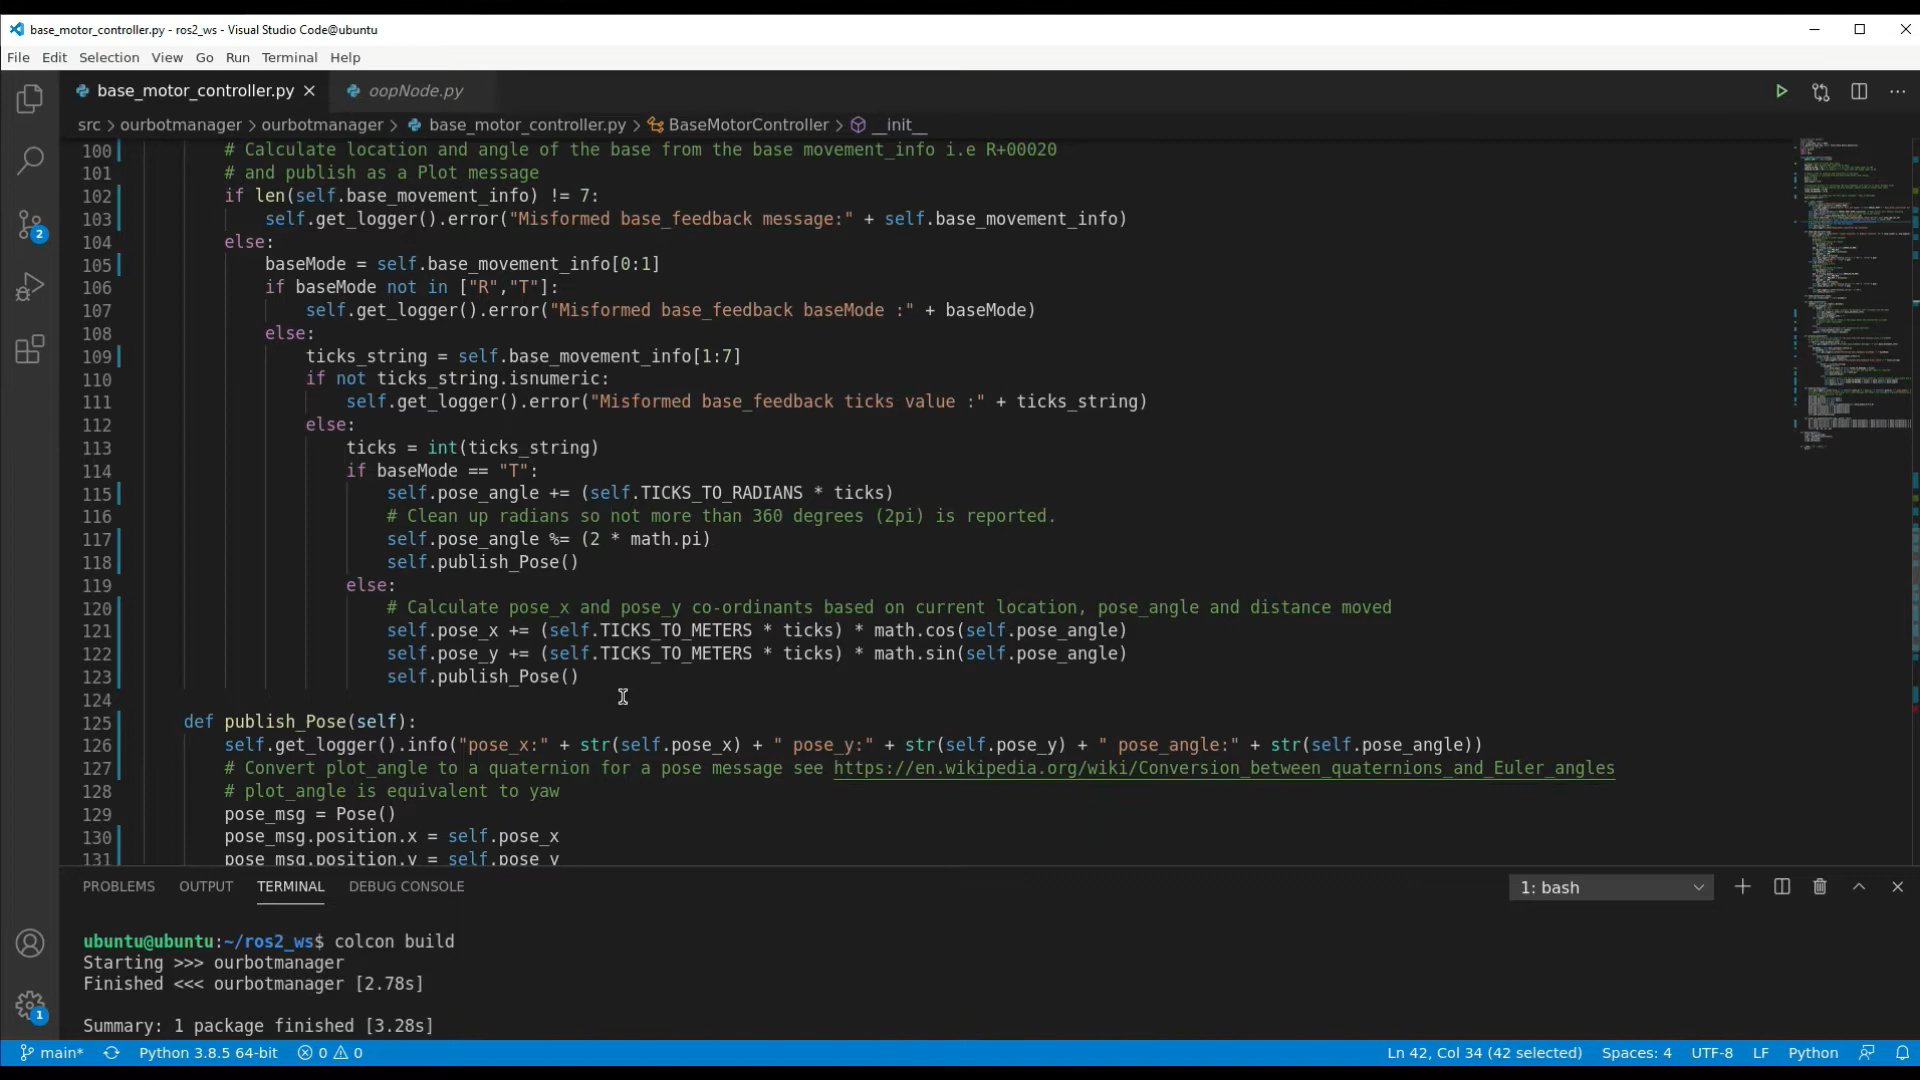 base_motor_controller.py - ros2_ws - Visual Studio Code@ubuntu
File Edit Selection View Go Run Terminal Help
base_motor_controller.py oopNode.py
src > ourbotmanager > ourbotmanager > base_motor_controller.py > BaseMotorController > __init__
100 # Calculate location and angle of the base from the base movement_info i.e R+00020
101 # and publish as a Plot message
102 if len(self.base_movement_info) != 7:
103 self.get_logger().error("Misformed base_feedback message:" + self.base_movement_info)
104 else:
105 baseMode = self.base_movement_info[0:1]
106 if baseMode not in ["R","T"]:
107 self.get_logger().error("Misformed base_feedback baseMode :" + baseMode)
108 else:
109 ticks_string = self.base_movement_info[1:7]
110 if not ticks_string.isnumeric:
111 self.get_logger().error("Misformed base_feedback ticks value :" + ticks_string)
112 else:
113 ticks = int(ticks_string)
114 if baseMode == "T":
115 self.pose_angle += (self.TICKS_TO_RADIANS * ticks)
116 # Clean up radians so not more than 360 degrees (2pi) is reported.
117 self.pose_angle %= (2 * math.pi)
118 self.publish_Pose()
119 else:
120 # Calculate pose_x and pose_y co-ordinants based on current location, pose_angle and distance moved
121 self.pose_x += (self.TICKS_TO_METERS * ticks) * math.cos(self.pose_angle)
122 self.pose_y += (self.TICKS_TO_METERS * ticks) * math.sin(self.pose_angle)
123 self.publish_Pose()
124
125 def publish_Pose(self):
126 self.get_logger().info("pose_x:" + str(self.pose_x) + " pose_y:" + str(self.pose_y) + " pose_angle:" + str(self.pose_angle))
127 # Convert plot_angle to a quaternion for a pose message see https://en.wikipedia.org/wiki/Conversion_between_quaternions_and_Euler_angles
128 # plot_angle is equivalent to yaw
129 pose_msg = Pose()
130 pose_msg.position.x = self.pose_x
131 pose_msg.position.y = self.pose_y
PROBLEMS OUTPUT TERMINAL DEBUG CONSOLE 1: bash
ubuntu@ubuntu:~/ros2_ws$ colcon build
Starting >>> ourbotmanager
Finished <<< ourbotmanager [2.78s]
Summary: 1 package finished [3.28s]
main* Python 3.8.5 64-bit 0 0 Ln 42, Col 34 (42 selected) Spaces: 4 UTF-8 LF Python
2
1